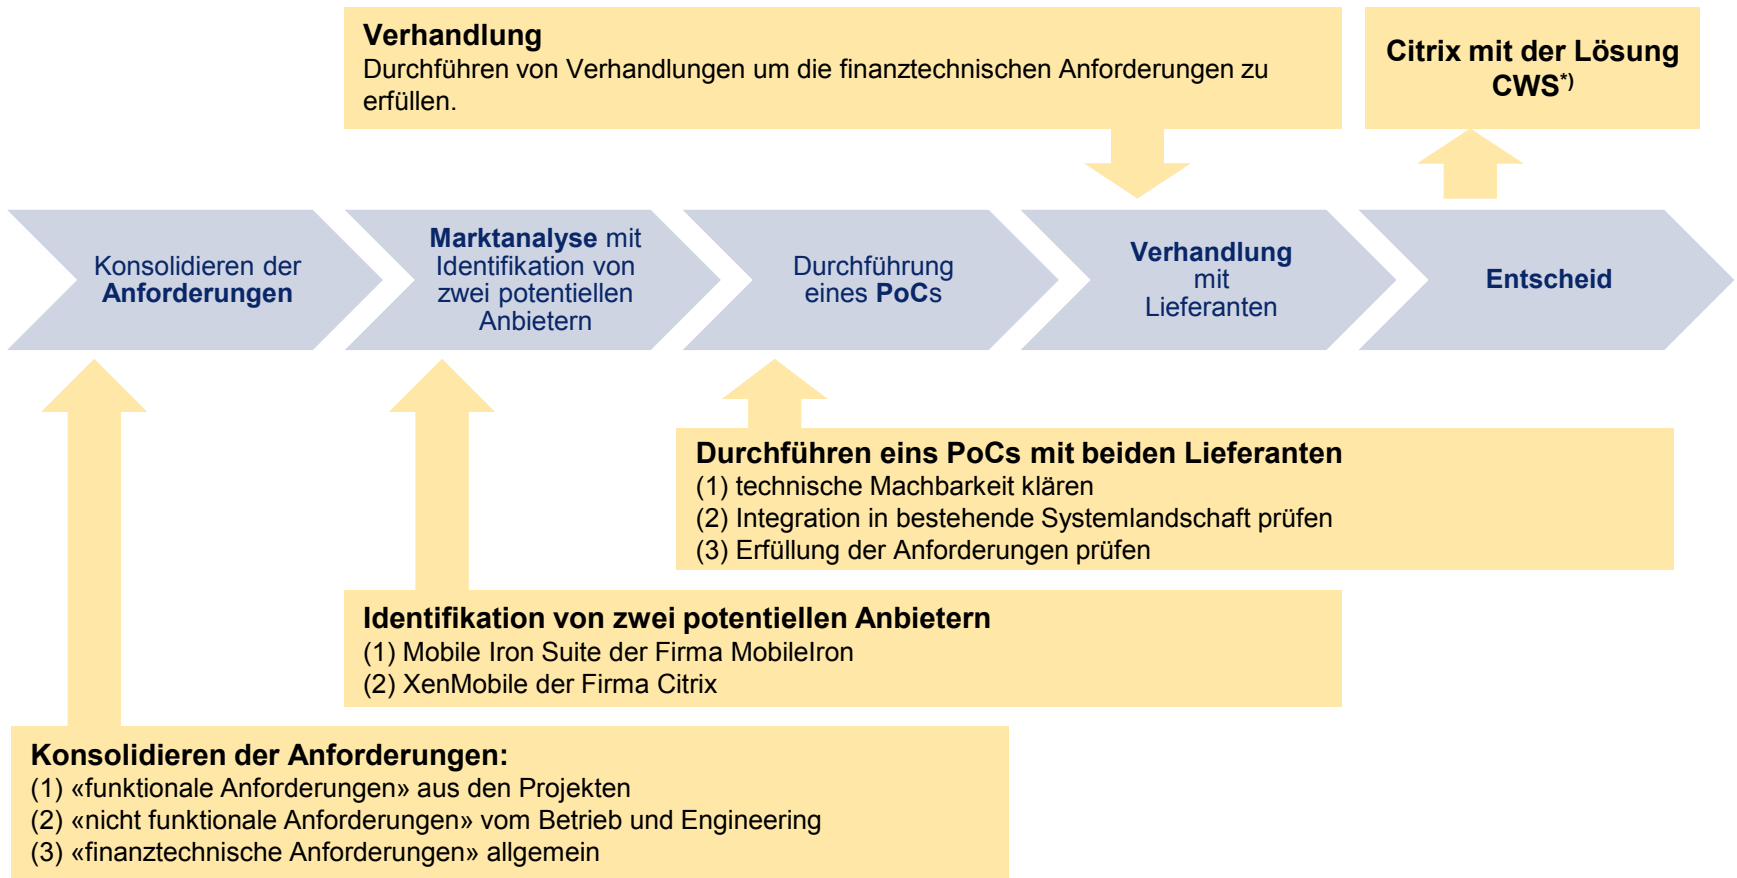 Verhandlung
Durchführen von Verhandlungen um die finanztechnischen Anforderungen zu
erfüllen.
Citrix mit der Lösung
CWS*)
Konsolidieren der
Anforderungen
Marktanalyse mit
Identifikation von
zwei potentiellen
Anbietern
Durchführung
eines PoCs
Verhandlung
mit
Lieferanten
Entscheid
Durchführen eins PoCs mit beiden Lieferanten
(1) technische Machbarkeit klären
(2) Integration in bestehende Systemlandschaft prüfen
(3) Erfüllung der Anforderungen prüfen
Identifikation von zwei potentiellen Anbietern
(1) Mobile Iron Suite der Firma MobileIron
(2) XenMobile der Firma Citrix
Konsolidieren der Anforderungen:
(1) «funktionale Anforderungen» aus den Projekten
(2) «nicht funktionale Anforderungen» vom Betrieb und Engineering
(3) «finanztechnische Anforderungen» allgemein